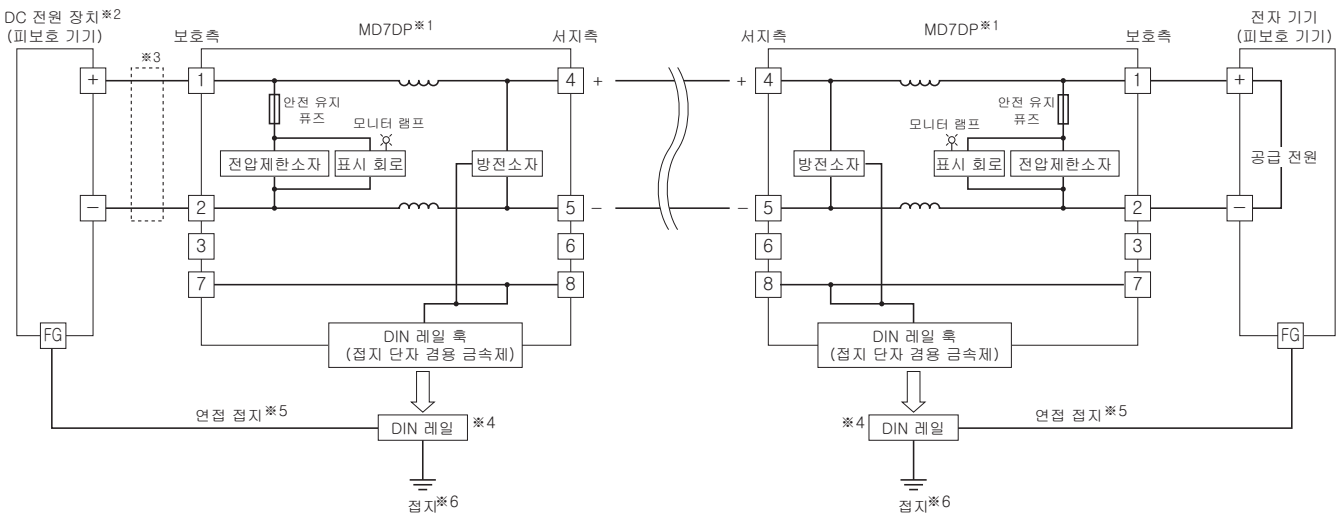 DC 전원 장치※2
(피보호 기기)
보호측
MD7DP※1
서지측
서지측
MD7DP※1
보호측
전자 기기
(피보호 기기)
※3
+
1
4
+
+
4
1
+
안전 유지
퓨즈
모니터 램프
전압제한소자
표시 회로
방전소자
방전소자
모니터 램프
표시 회로
안전 유지
퓨즈
전압제한소자
공급 전원
−
2
5
−
−
5
2
−
3
6
6
3
7
8
8
7
FG
DIN 레일 훅
(접지 단자 겸용 금속제)
DIN 레일 훅
(접지 단자 겸용 금속제)
FG
연접 접지※5
DIN 레일
※4
※4
DIN 레일
연접 접지※5
접지※6
접지※6